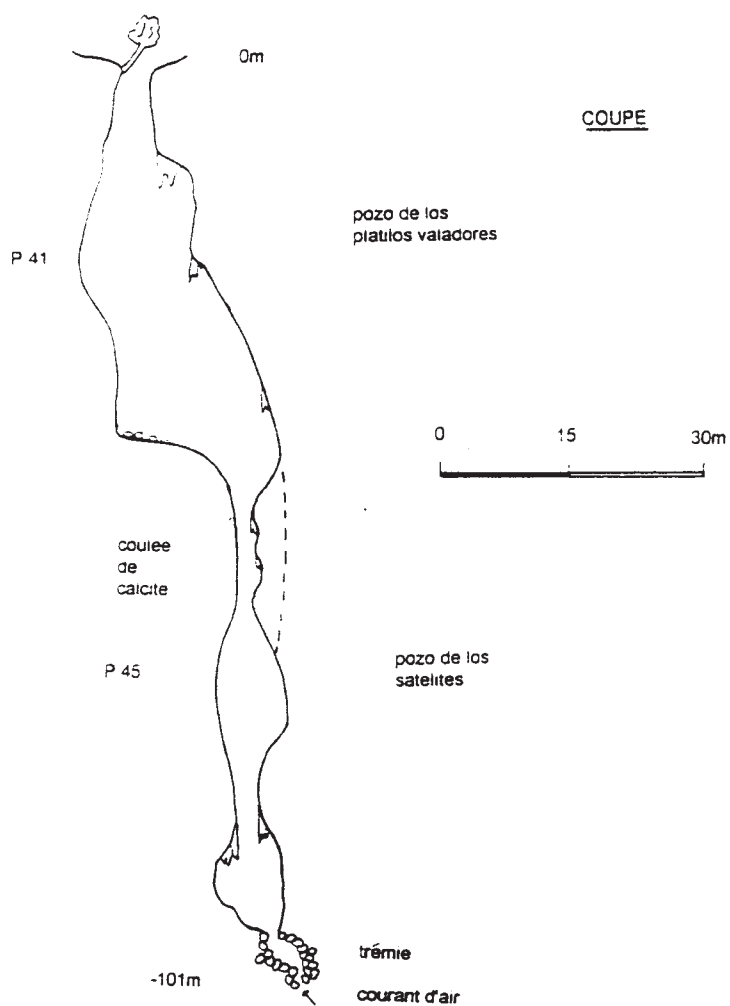 0m
COUPE
pozo de los
platilos valadores
P 41
0 15 30m
coulee
de
calcite
P 45
pozo de los
satelites
trémie
-101m
courant d'air